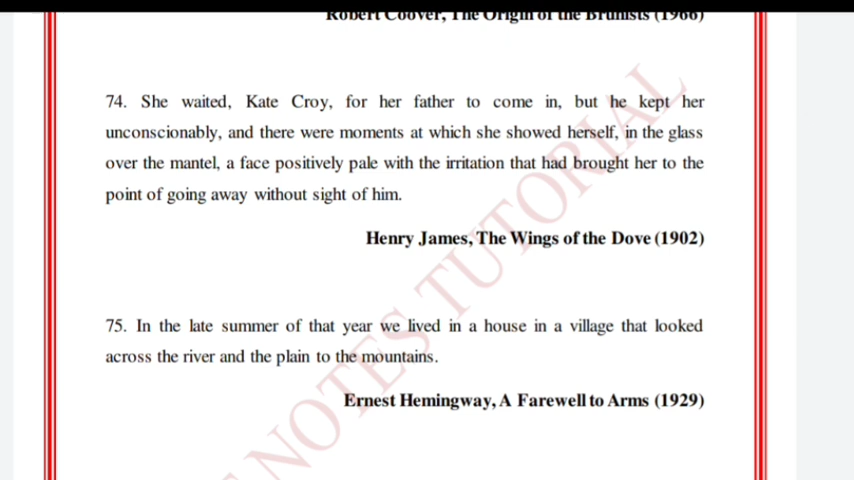 Robert Coover, The Origin of the Brunists (1966)
74. She waited, Kate Croy, for her father to come in, but he kept her
unconscionably, and there were moments at which she showed herself, in the glass
over the mantel, a face positively pale with the irritation that had brought her to the
point of going away without sight of him.
Henry James, The Wings of the Dove (1902)
75. In the late summer of that year we lived in a house in a village that looked
across the river and the plain to the mountains.
Ernest Hemingway, A Farewell to Arms (1929)
NOTES TUTORIAL